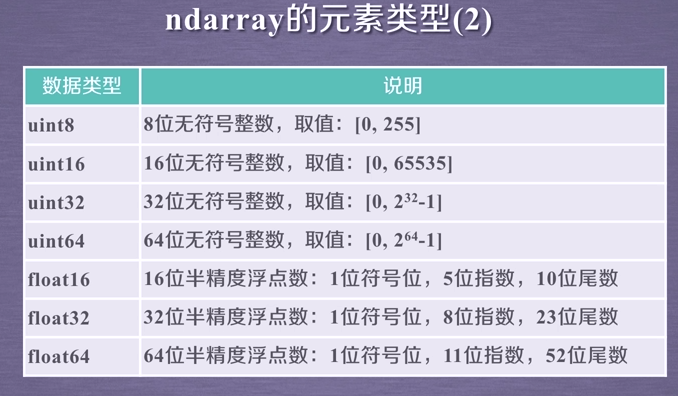 ndarray的元素类型(2)
数据类型 说明
uint8 8位无符号整数，取值：[0, 255]
uint16 16位无符号整数，取值：[0, 65535]
uint32 32位无符号整数，取值：[0, 2³²-1]
uint64 64位无符号整数，取值：[0, 2⁶⁴-1]
float16 16位半精度浮点数：1位符号位，5位指数，10位尾数
float32 32位半精度浮点数：1位符号位，8位指数，23位尾数
float64 64位半精度浮点数：1位符号位，11位指数，52位尾数